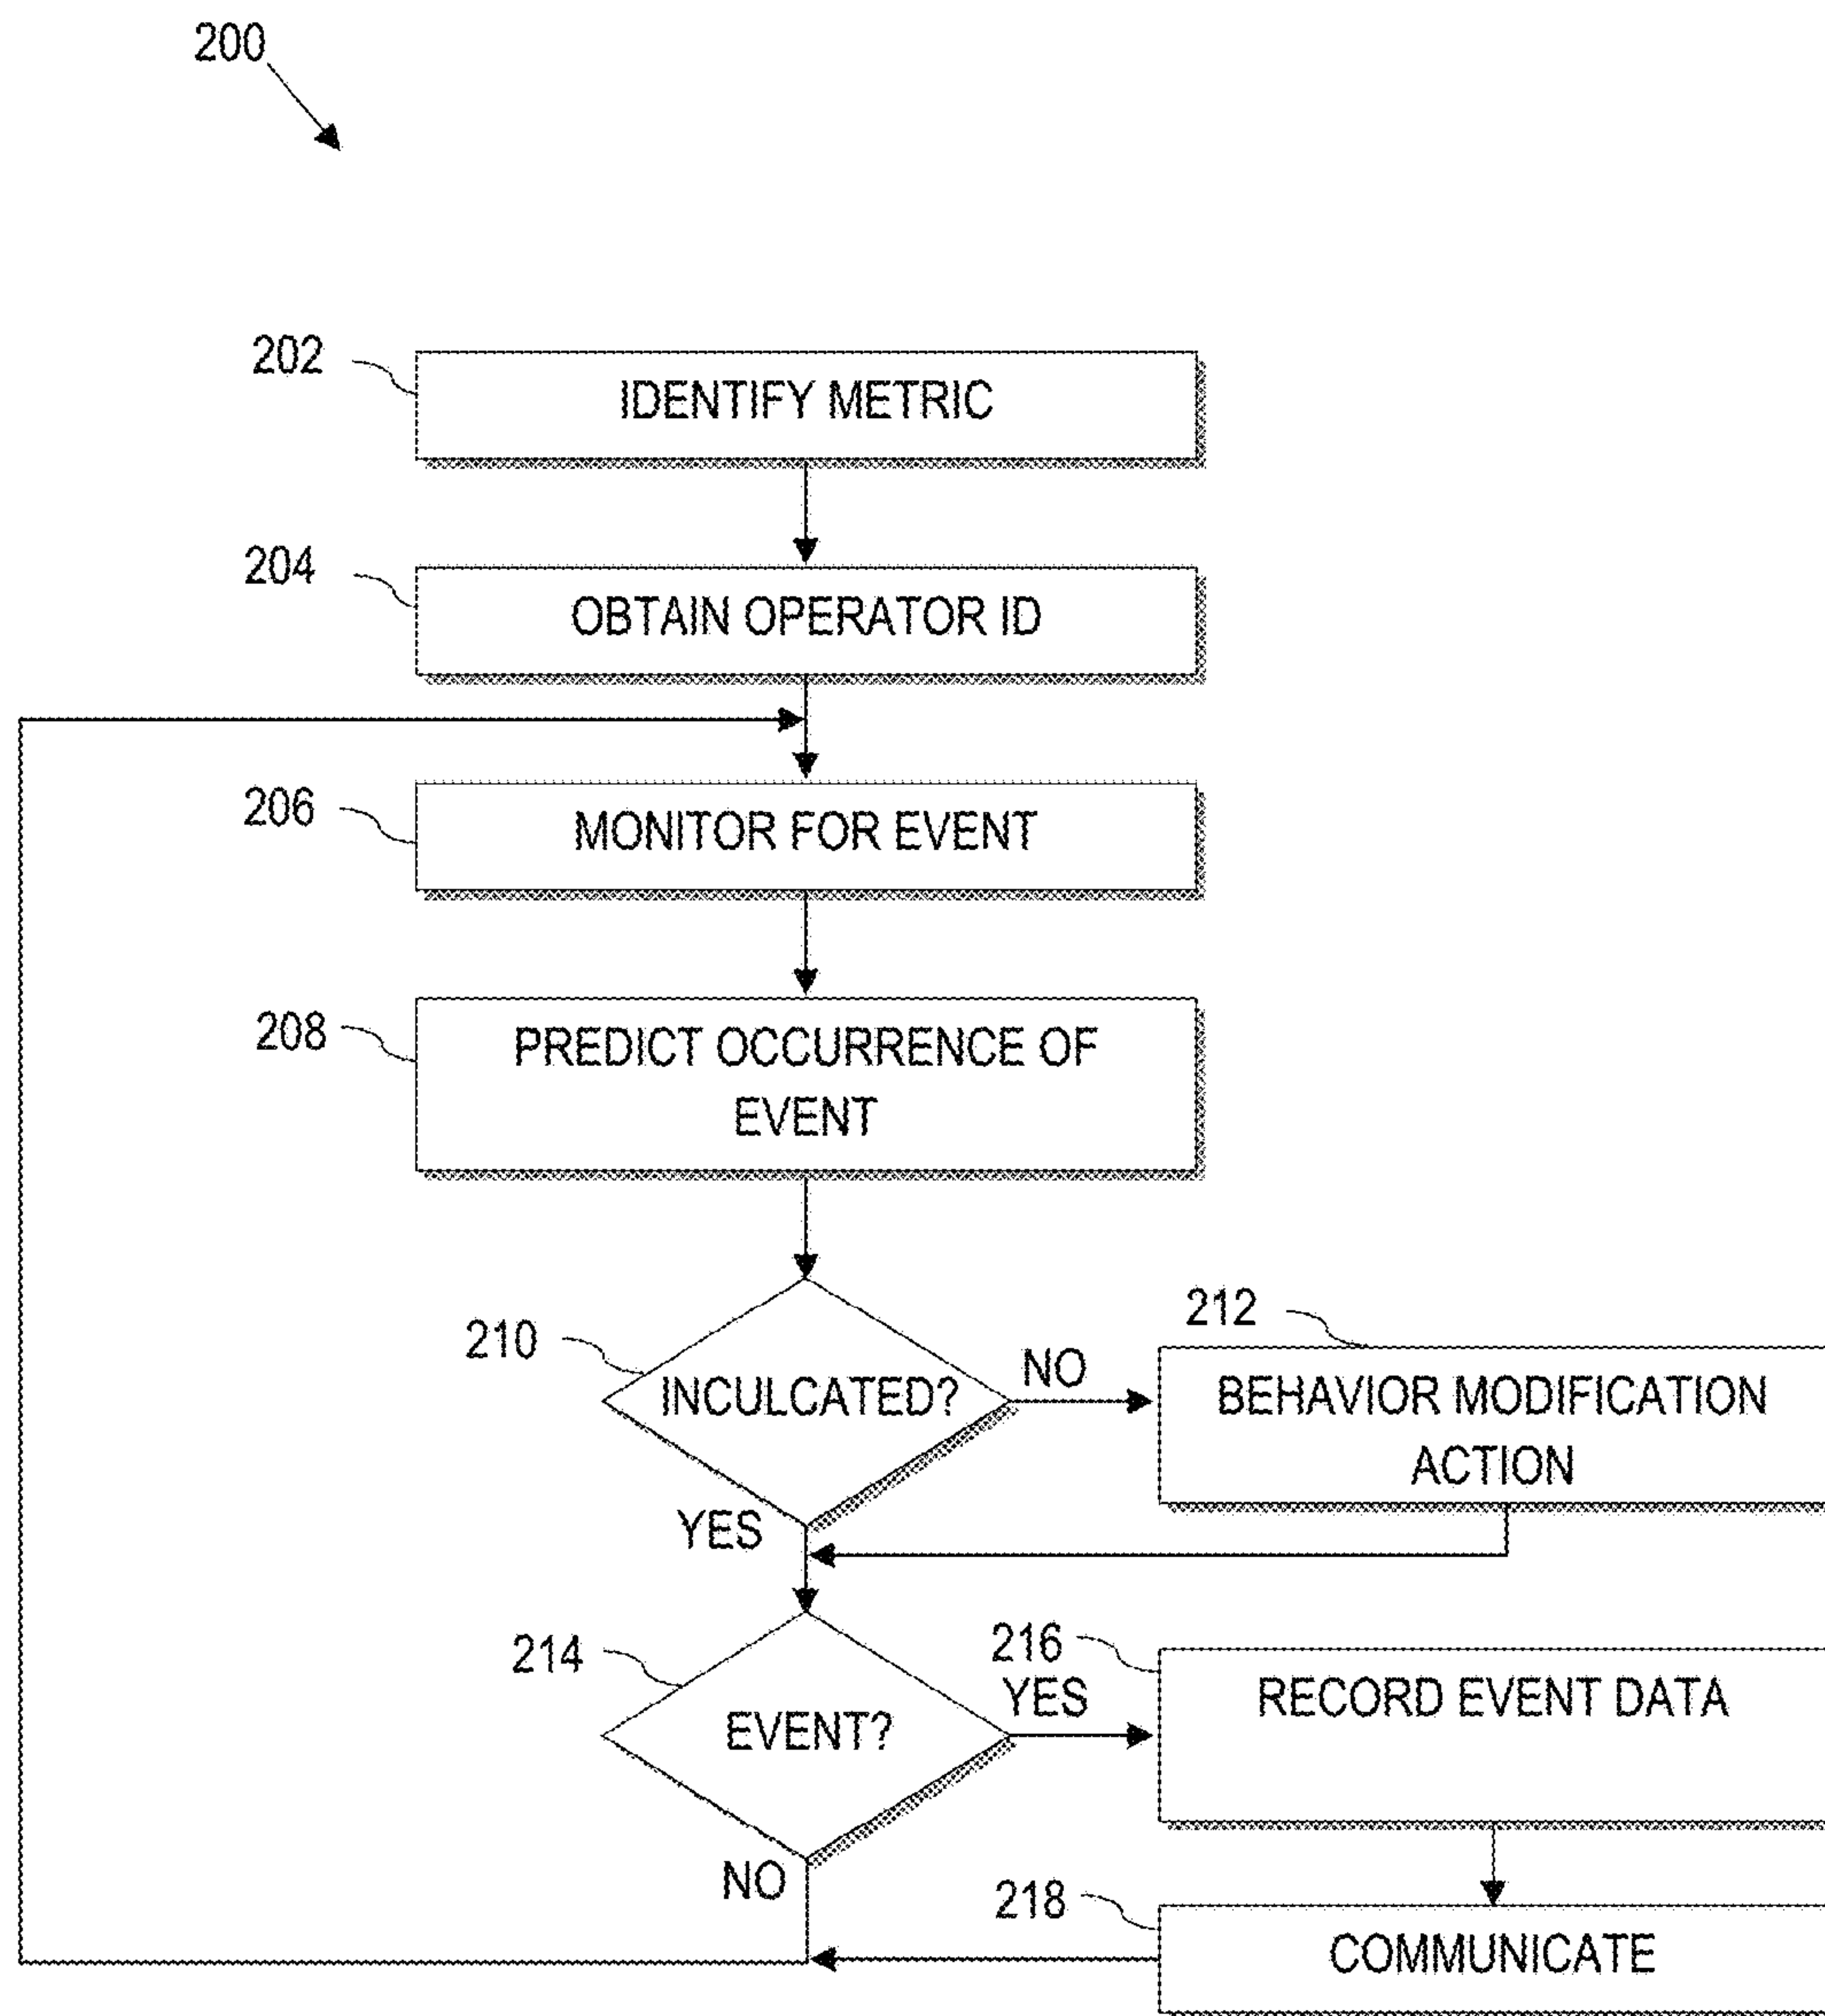 200
202
IDENTIFY METRIC
204
OBTAIN OPERATOR ID
206
MONITOR FOR EVENT
208
PREDICT OCCURRENCE OF
EVENT
210
INCULCATED?
NO
212
BEHAVIOR MODIFICATION
ACTION
YES
214
EVENT?
YES
216
RECORD EVENT DATA
NO
218
COMMUNICATE